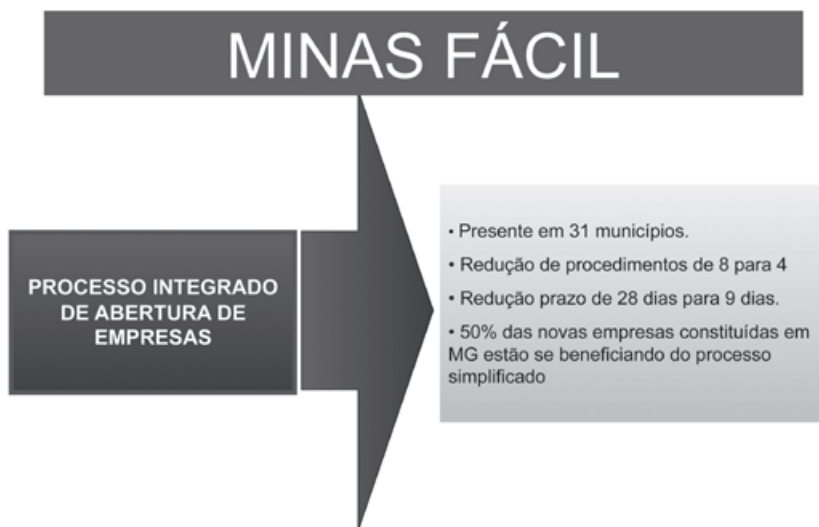 MINAS FÁCIL
PROCESSO INTEGRADO
DE ABERTURA DE
EMPRESAS
• Presente em 31 municípios.
• Redução de procedimentos de 8 para 4
• Redução prazo de 28 dias para 9 dias.
• 50% das novas empresas constituídas em
MG estão se beneficiando do processo
simplificado